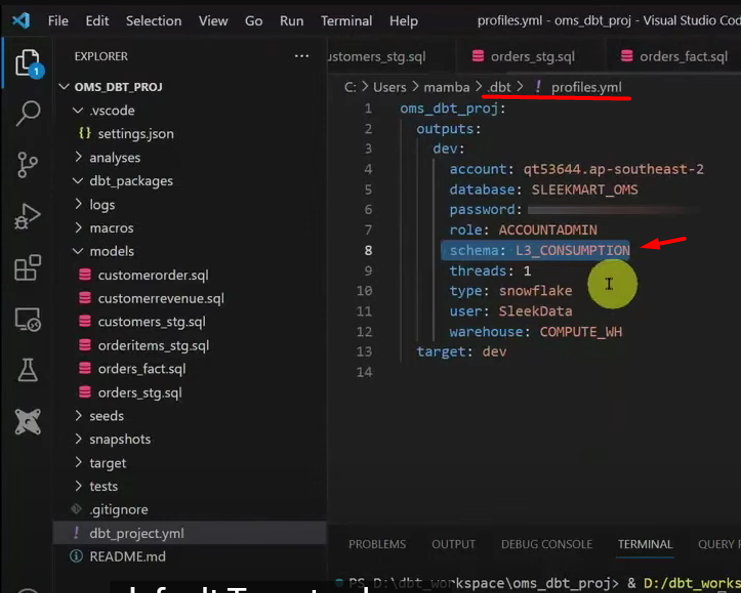 File Edit Selection View Go Run Terminal Help profiles.yml - oms_dbt_proj - Visual Studio Cod
EXPLORER
1
OMS_DBT_PROJ
.vscode
{} settings.json
analyses
dbt_packages
logs
macros
models
customerorder.sql
customerrevenue.sql
customers_stg.sql
orderitems_stg.sql
orders_fact.sql
orders_stg.sql
seeds
snapshots
target
tests
.gitignore
! dbt_project.yml
README.md
ustomers_stg.sql orders_stg.sql orders_fact.sql
C: > Users > mamba > .dbt > ! profiles.yml
1 oms_dbt_proj:
2 outputs:
3 dev:
4 account: qt53644.ap-southeast-2
5 database: SLEEKMART_OMS
6 password:
7 role: ACCOUNTADMIN
8 schema: L3_CONSUMPTION
9 threads: 1
10 type: snowflake
11 user: SleekData
12 warehouse: COMPUTE_WH
13 target: dev
14
PROBLEMS OUTPUT DEBUG CONSOLE TERMINAL QUERY R
PS D:\dbt_workspace\oms_dbt_proj> & D:/dbt_works